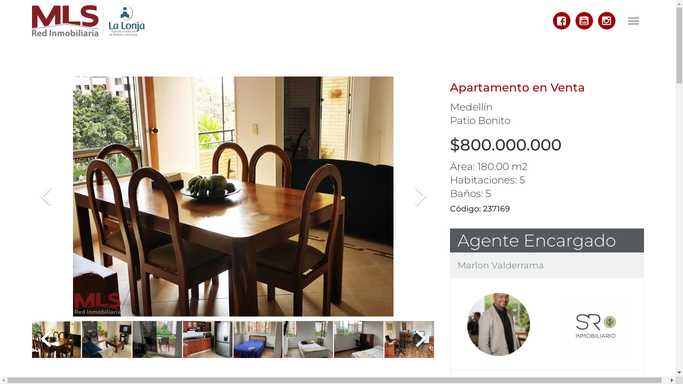 MLS
Red Inmobiliaria
La Lonja
Apartamento en Venta
Medellín
Patio Bonito
$800.000.000
Área: 180.00 m2
Habitaciones: 5
Baños: 5
Código: 237169
Agente Encargado
Marlon Valderrama
MLS
Red Inmobiliaria
SR
INMOBILIARIO